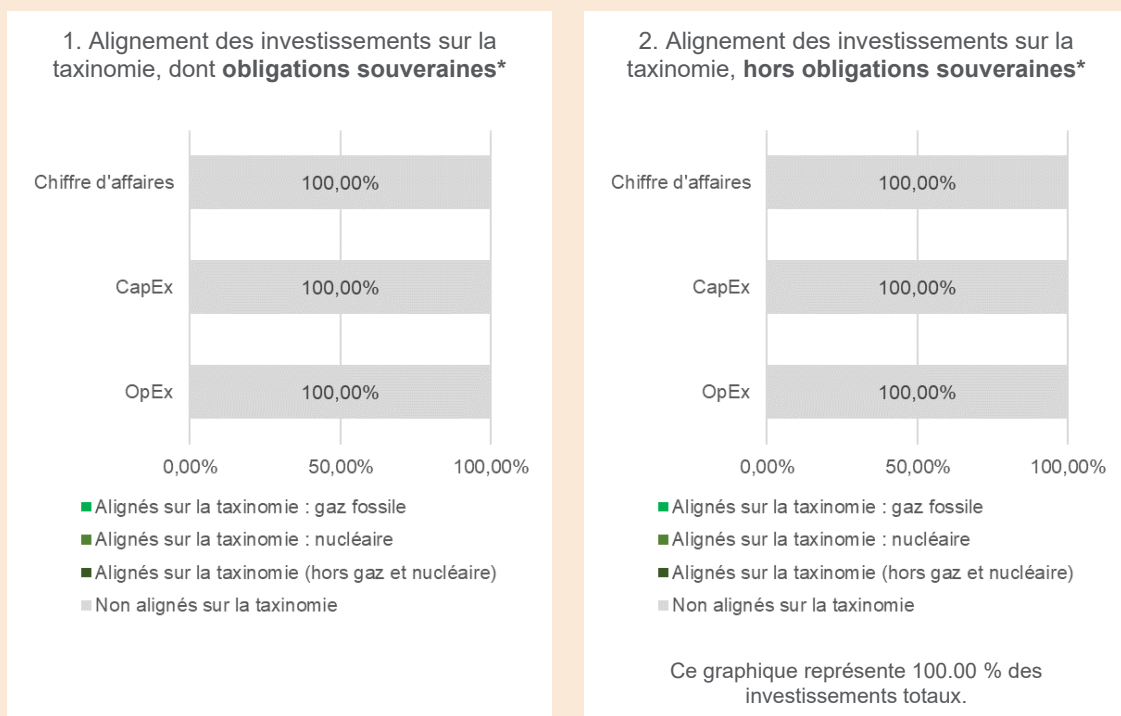 1. Alignement des investissements sur la
taxinomie, dont obligations souveraines*
Chiffre d'affaires
100,00%
CapEx
100,00%
OpEx
100,00%
0,00%
50,00%
100,00%
Alignés sur la taxinomie : gaz fossile
Alignés sur la taxinomie : nucléaire
Alignés sur la taxinomie (hors gaz et nucléaire)
Non alignés sur la taxinomie
2. Alignement des investissements sur la
taxinomie, hors obligations souveraines*
Chiffre d'affaires
100,00%
CapEx
100,00%
OpEx
100,00%
0,00%
50,00%
100,00%
Alignés sur la taxinomie : gaz fossile
Alignés sur la taxinomie : nucléaire
Alignés sur la taxinomie (hors gaz et nucléaire)
Non alignés sur la taxinomie
Ce graphique représente 100.00 % des
investissements totaux.